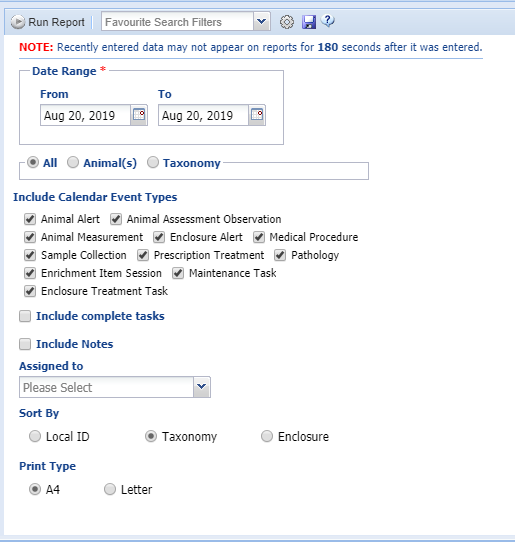 Run Report Favourite Search Filters
NOTE: Recently entered data may not appear on reports for 180 seconds after it was entered.
Date Range *
From To
Aug 20, 2019 Aug 20, 2019
All Animal(s) Taxonomy
Include Calendar Event Types
Animal Alert Animal Assessment Observation
Animal Measurement Enclosure Alert Medical Procedure
Sample Collection Prescription Treatment Pathology
Enrichment Item Session Maintenance Task
Enclosure Treatment Task
Include complete tasks
Include Notes
Assigned to
Please Select
Sort By
Local ID Taxonomy Enclosure
Print Type
A4 Letter